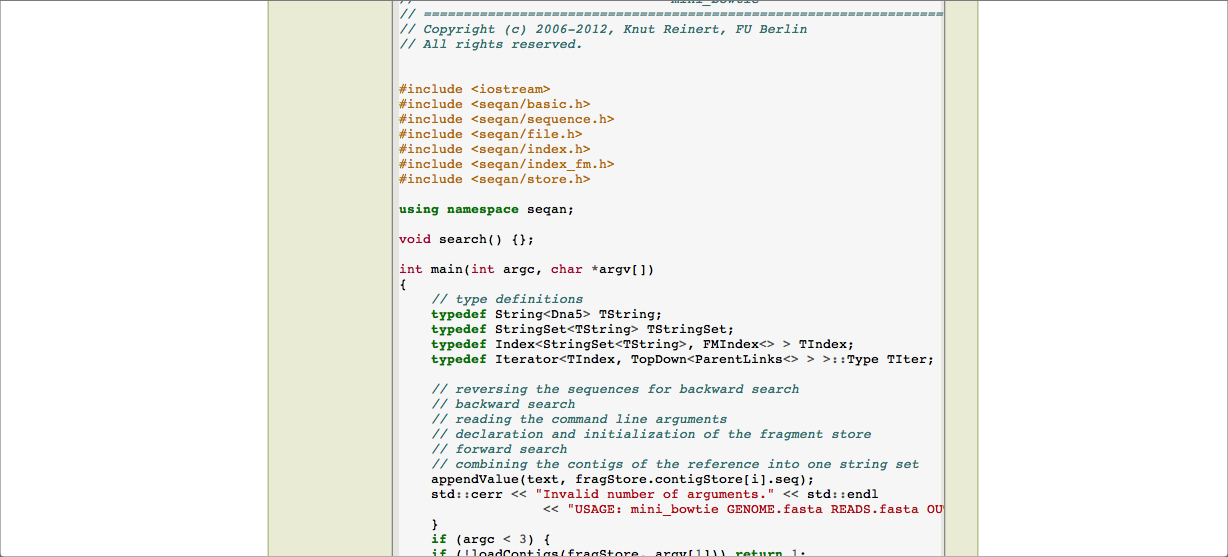 // mini_bowtie
// ==================================================================
// Copyright (c) 2006-2012, Knut Reinert, FU Berlin
// All rights reserved.
#include <iostream>
#include <seqan/basic.h>
#include <seqan/sequence.h>
#include <seqan/file.h>
#include <seqan/index.h>
#include <seqan/index_fm.h>
#include <seqan/store.h>
using namespace seqan;
void search() {};
int main(int argc, char *argv[])
{
// type definitions
typedef String<Dna5> TString;
typedef StringSet<TString> TStringSet;
typedef Index<StringSet<TString>, FMIndex<> > TIndex;
typedef Iterator<TIndex, TopDown<ParentLinks<> > >::Type TIter;
// reversing the sequences for backward search
// backward search
// reading the command line arguments
// declaration and initialization of the fragment store
// forward search
// combining the contigs of the reference into one string set
appendValue(text, fragStore.contigStore[i].seq);
std::cerr << "Invalid number of arguments." << std::endl
<< "USAGE: mini_bowtie GENOME.fasta READS.fasta OU
}
if (argc < 3) {
if (!loadContigs(fragStore, argv[1])) return 1;